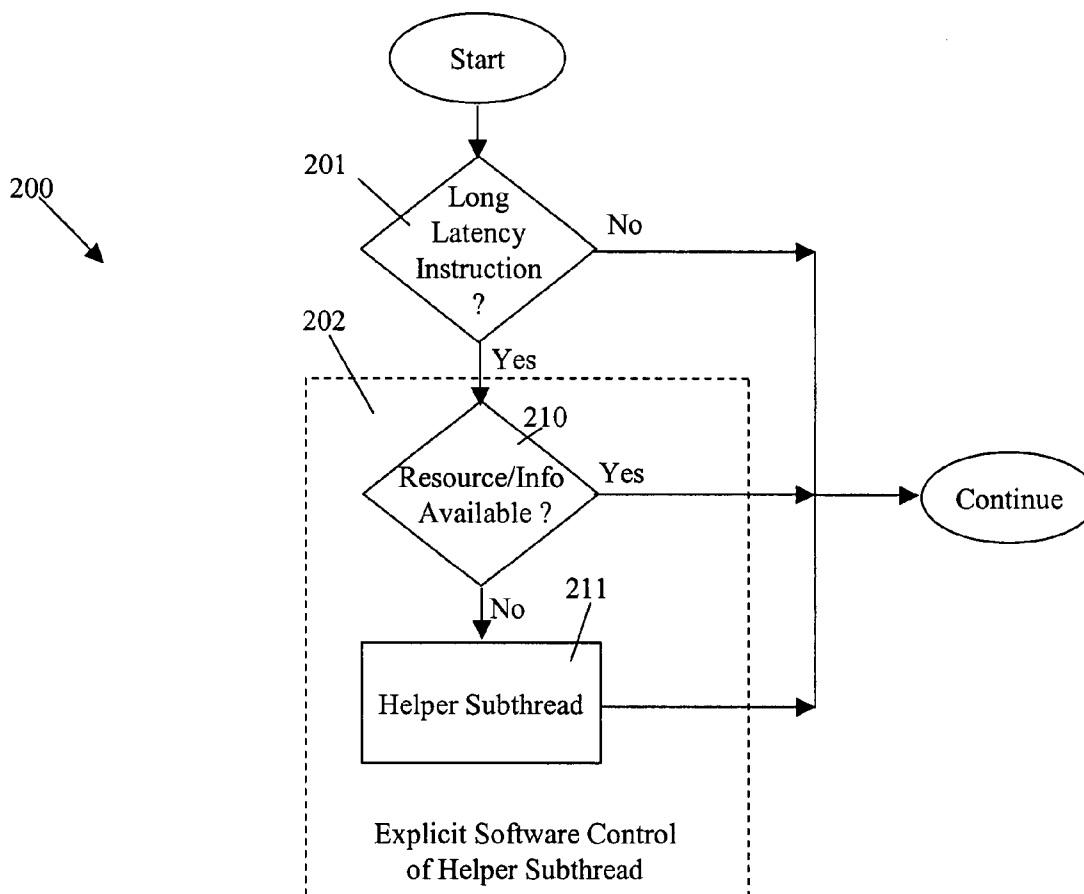 Start
201
Long
Latency
Instruction
?
No
200
202
Yes
210
Resource/Info
Available ?
Yes
Continue
No
211
Helper Subthread
Explicit Software Control
of Helper Subthread